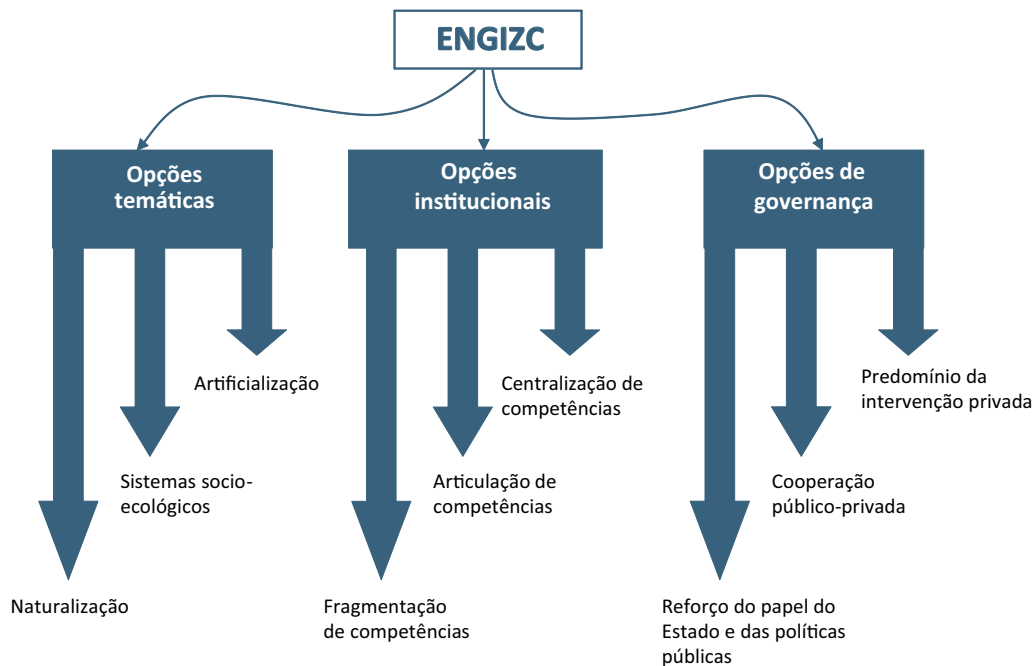 ENGIZC
Opções
temáticas
Opções
institucionais
Opções de
governança
Artificialização
Sistemas socio-
ecológicos
Naturalização
Centralização de
competências
Articulação de
competências
Fragmentação
de competências
Predomínio da
intervenção privada
Cooperação
público-privada
Reforço do papel do
Estado e das políticas
públicas